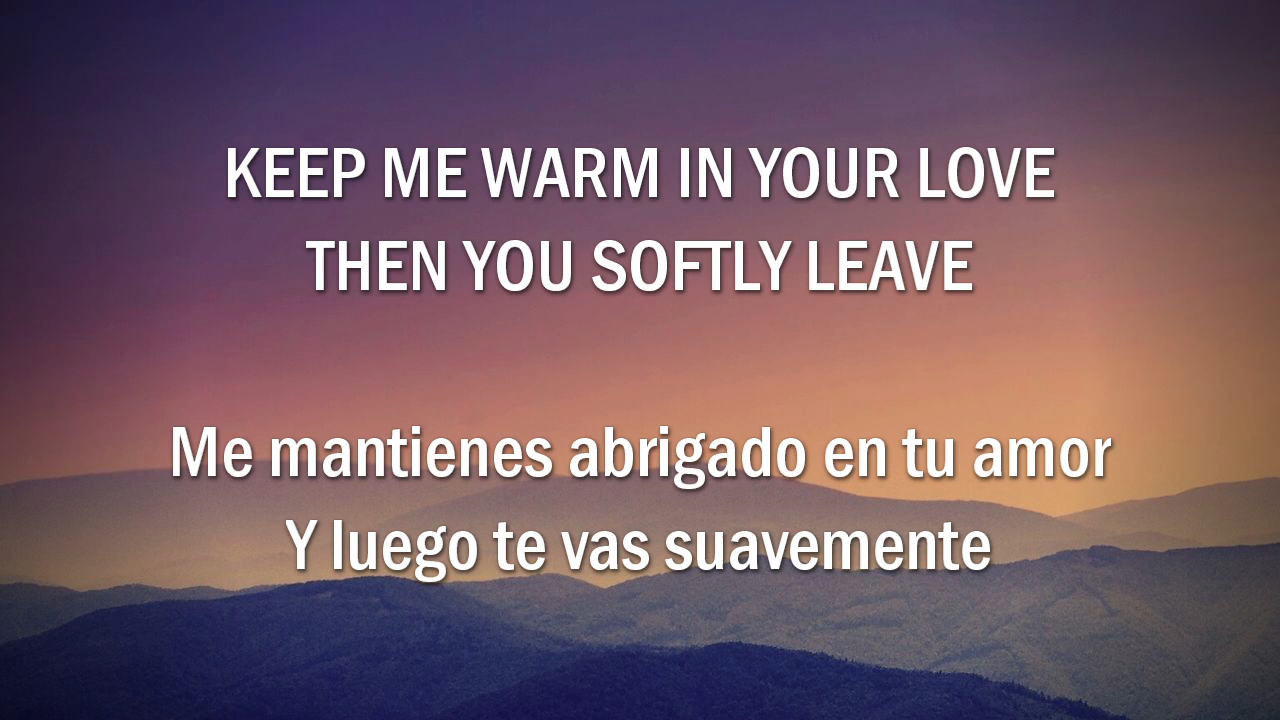 KEEP ME WARM IN YOUR LOVE
THEN YOU SOFTLY LEAVE
Me mantienes abrigado en tu amor
Y luego te vas suavemente